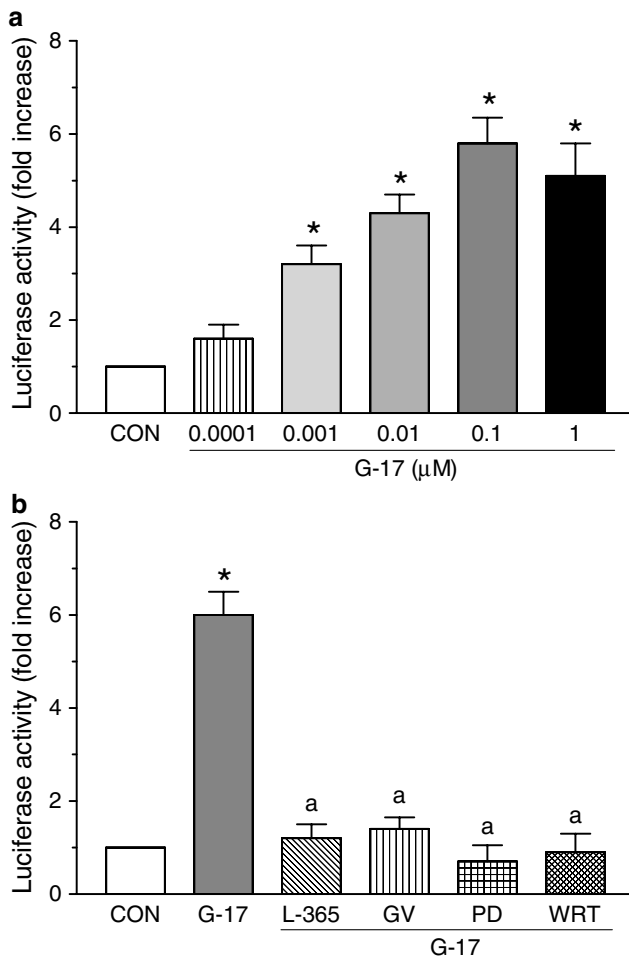 a
Luciferase activity (fold increase)
8
6
4
2
0
* * * *
CON 0.0001 0.001 0.01 0.1 1
G-17 (μM)
b
Luciferase activity (fold increase)
8
6
4
2
0
*
a a a a
CON G-17 L-365 GV PD WRT
G-17